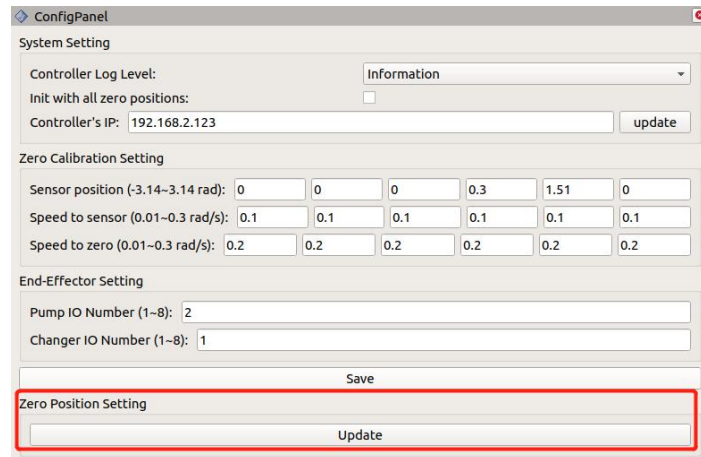 ConfigPanel
System Setting
Controller Log Level: Information
Init with all zero positions:
Controller's IP: 192.168.2.123 update
Zero Calibration Setting
Sensor position (-3.14~3.14 rad): 0 0 0 0.3 1.51 0
Speed to sensor (0.01~0.3 rad/s): 0.1 0.1 0.1 0.1 0.1 0.1
Speed to zero (0.01~0.3 rad/s): 0.2 0.2 0.2 0.2 0.2 0.2
End-Effector Setting
Pump IO Number (1~8): 2
Changer IO Number (1~8): 1
Save
Zero Position Setting
Update